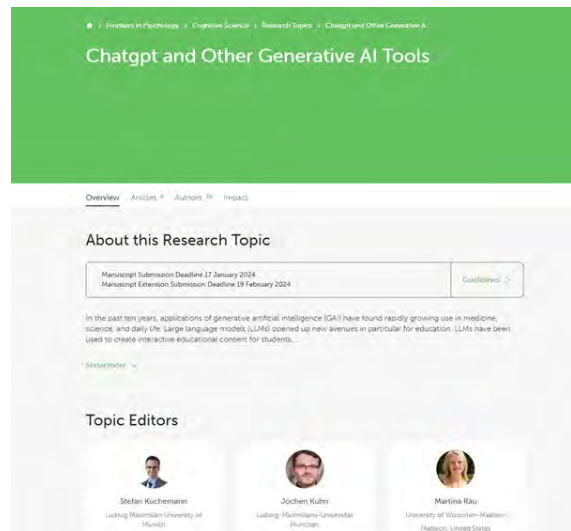 Frontiers in Psychology > Cognitive Science > Research Topics > Chatgpt and Other Generative A...
Chatgpt and Other Generative AI Tools
Overview Articles Authors Impact
About this Research Topic
Manuscript Submission Deadline 17 January 2024
Manuscript Extension Submission Deadline 19 February 2024
Guidelines
In the past ten years, applications of generative artificial intelligence (GAI) have found rapidly growing use in medicine,
science, and daily life. Large language models (LLMs) opened up new avenues in particular for education. LLMs have been
used to create interactive educational content for students,...
Show more
Topic Editors
Stefan Küchemann
Ludwig Maximilian University of
Munich
Jochen Kuhn
Ludwig-Maximilians-Universität
München,
Martina Rau
University of Wisconsin-Madison
Madison, United States